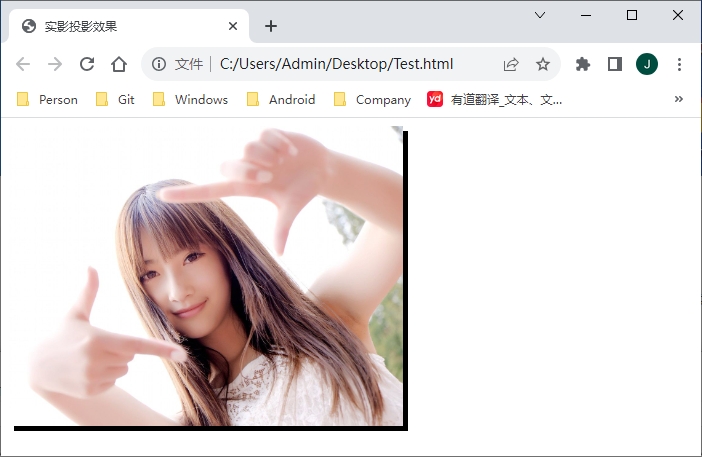 实影投影效果
文件 C:/Users/Admin/Desktop/Test.html
J
Person Git Windows Android Company yd 有道翻译_文本、文... »